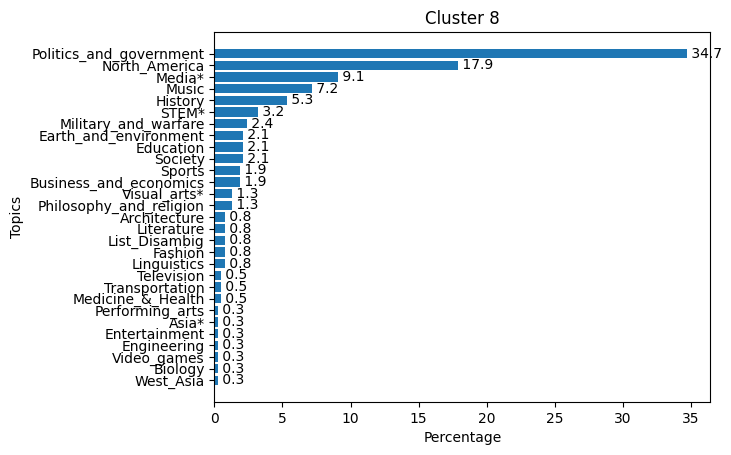 Cluster 8
Topics
Politics_and_government 34.7
North_America 17.9
Media* 9.1
Music 7.2
History 5.3
STEM* 3.2
Military_and_warfare 2.4
Earth_and_environment 2.1
Education 2.1
Society 2.1
Sports 1.9
Business_and_economics 1.9
Visual_arts* 1.3
Philosophy_and_religion 1.3
Architecture 0.8
Literature 0.8
List_Disambig 0.8
Fashion 0.8
Linguistics 0.8
Television 0.5
Transportation 0.5
Medicine_&_Health 0.5
Performing_arts 0.3
Asia* 0.3
Entertainment 0.3
Engineering 0.3
Video_games 0.3
Biology 0.3
West_Asia 0.3
0 5 10 15 20 25 30 35
Percentage